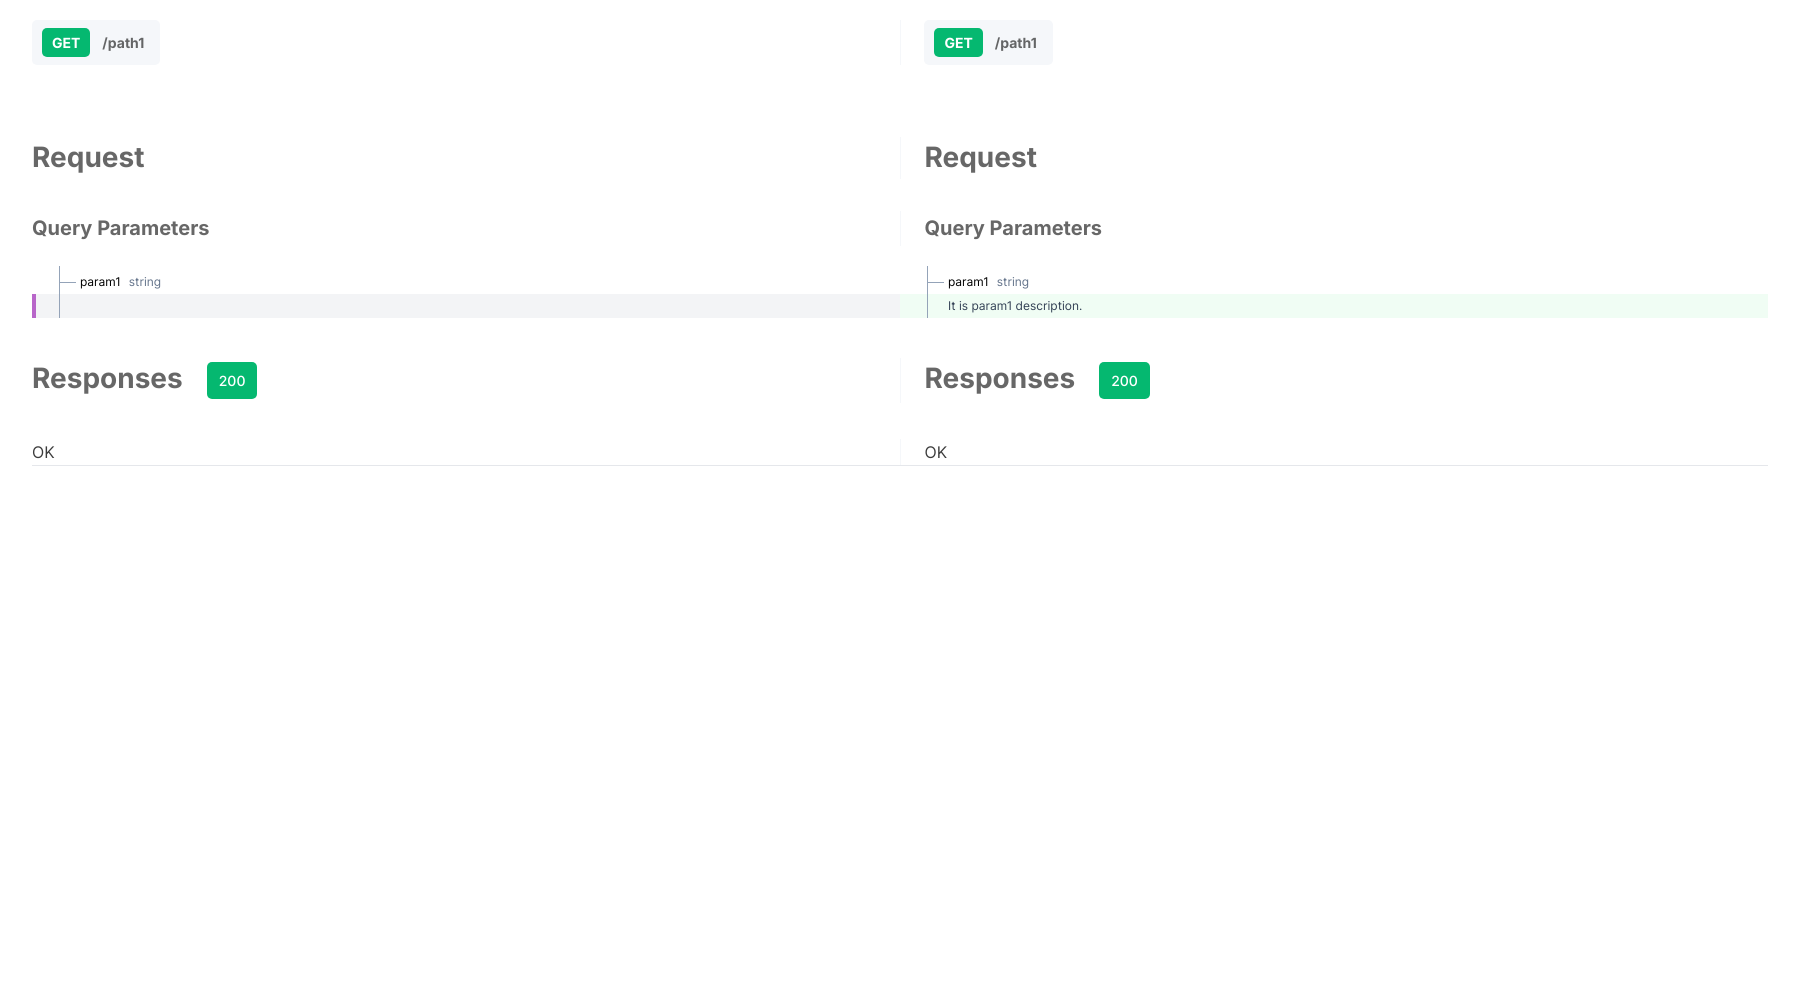 GET /path1
GET /path1
Request
Request
Query Parameters
Query Parameters
param1 string
param1 string
It is param1 description.
Responses 200
Responses 200
OK
OK